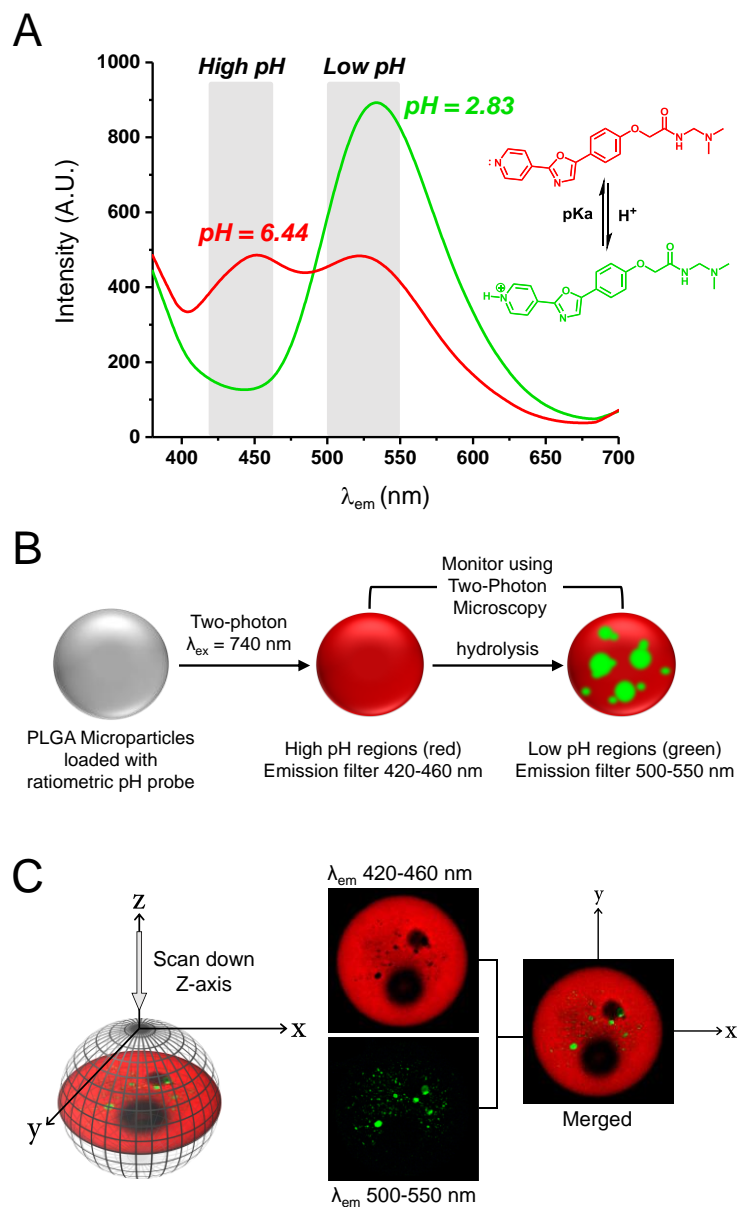 A
High pH
Low pH
pH = 2.83
pH = 6.44
1000
800
600
400
200
0
Intensity (A.U.)
400
450
500
550
600
650
700
λem (nm)
:N
O
N
O
O
N
H
N
pKa
H+
H
N
⊕
O
N
O
O
N
H
N
B
Two-photon
λex = 740 nm
Monitor using
Two-Photon
Microscopy
hydrolysis
PLGA Microparticles
loaded with
ratiometric pH probe
High pH regions (red)
Emission filter 420-460 nm
Low pH regions (green)
Emission filter 500-550 nm
C
z
Scan down
Z-axis
x
y
λem 420-460 nm
λem 500-550 nm
y
x
Merged